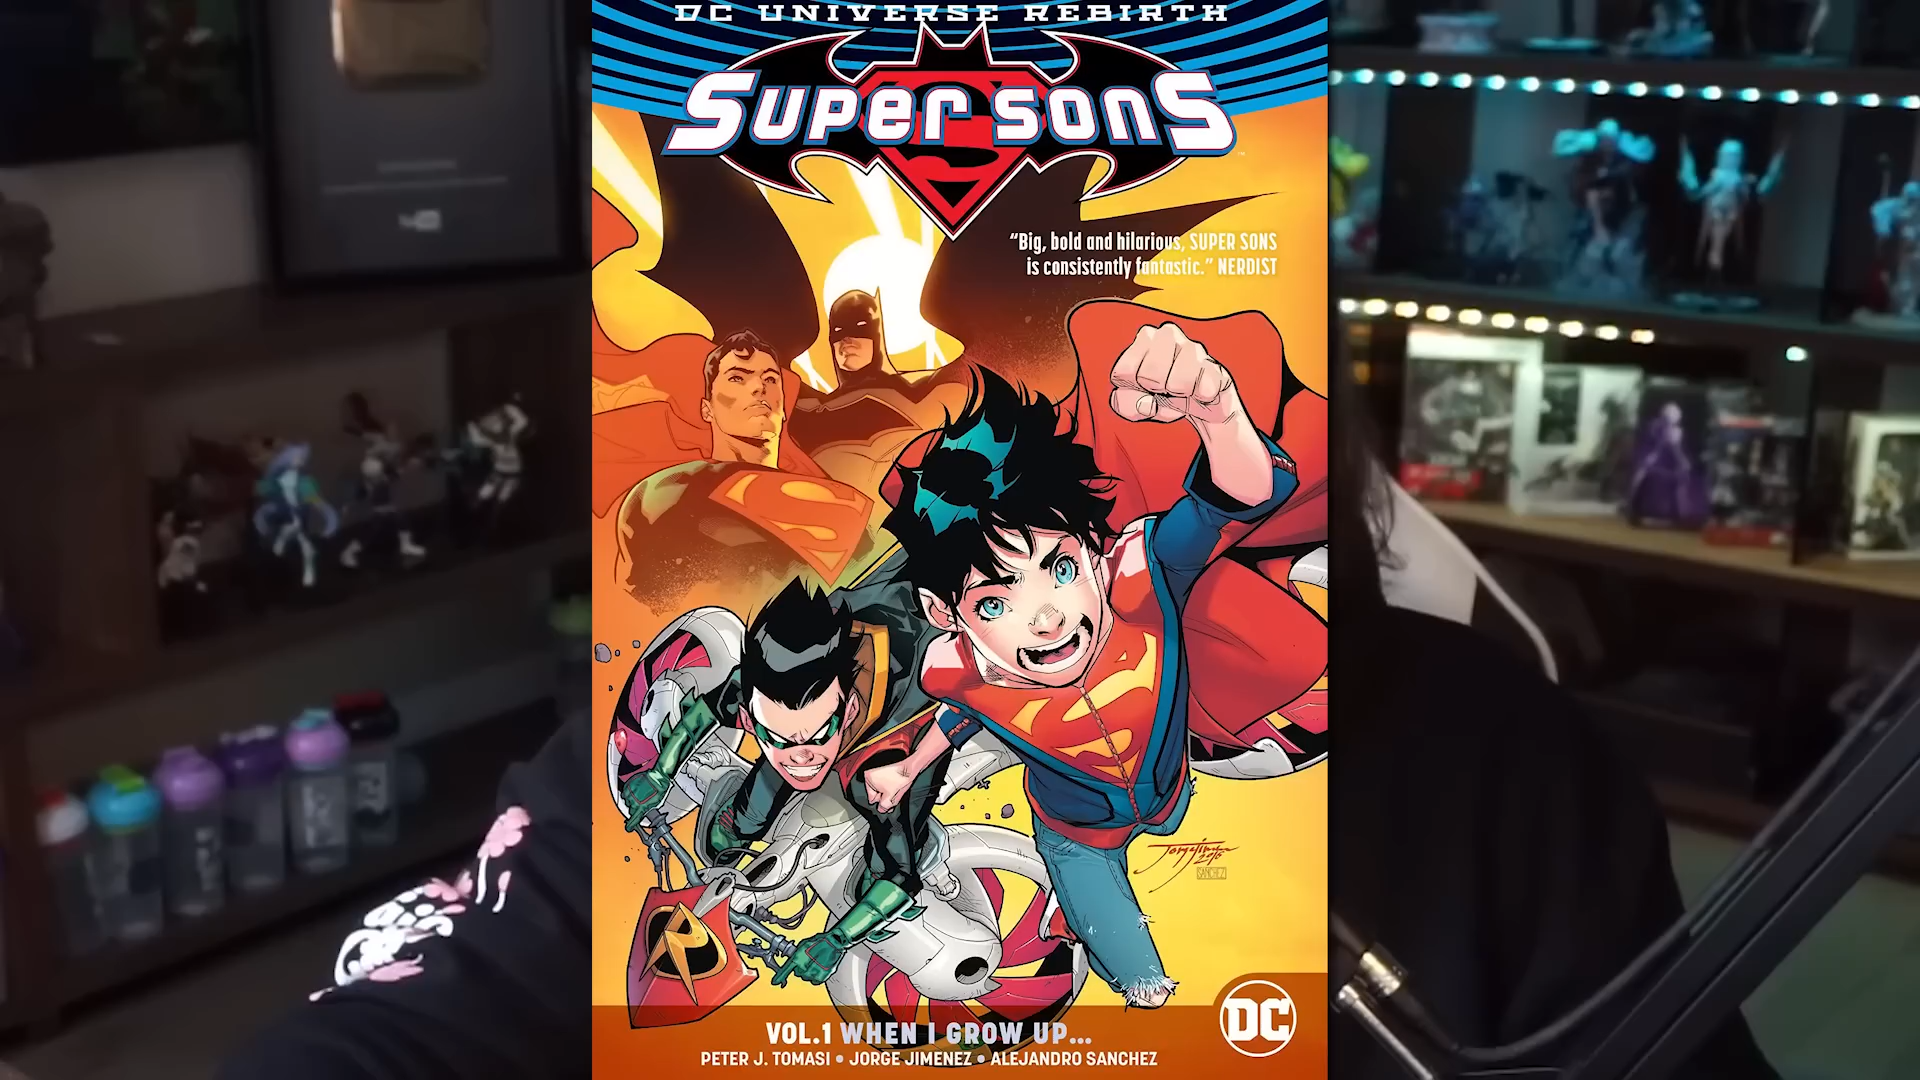 DC UNIVERSE REBIRTH
SUPER SONS
"Big, bold and hilarious, SUPER SONS
is consistently fantastic." NERDIST
SANCHEZ
DC
VOL.1 WHEN I GROW UP...
PETER J. TOMASI • JORGE JIMENEZ • ALEJANDRO SANCHEZ